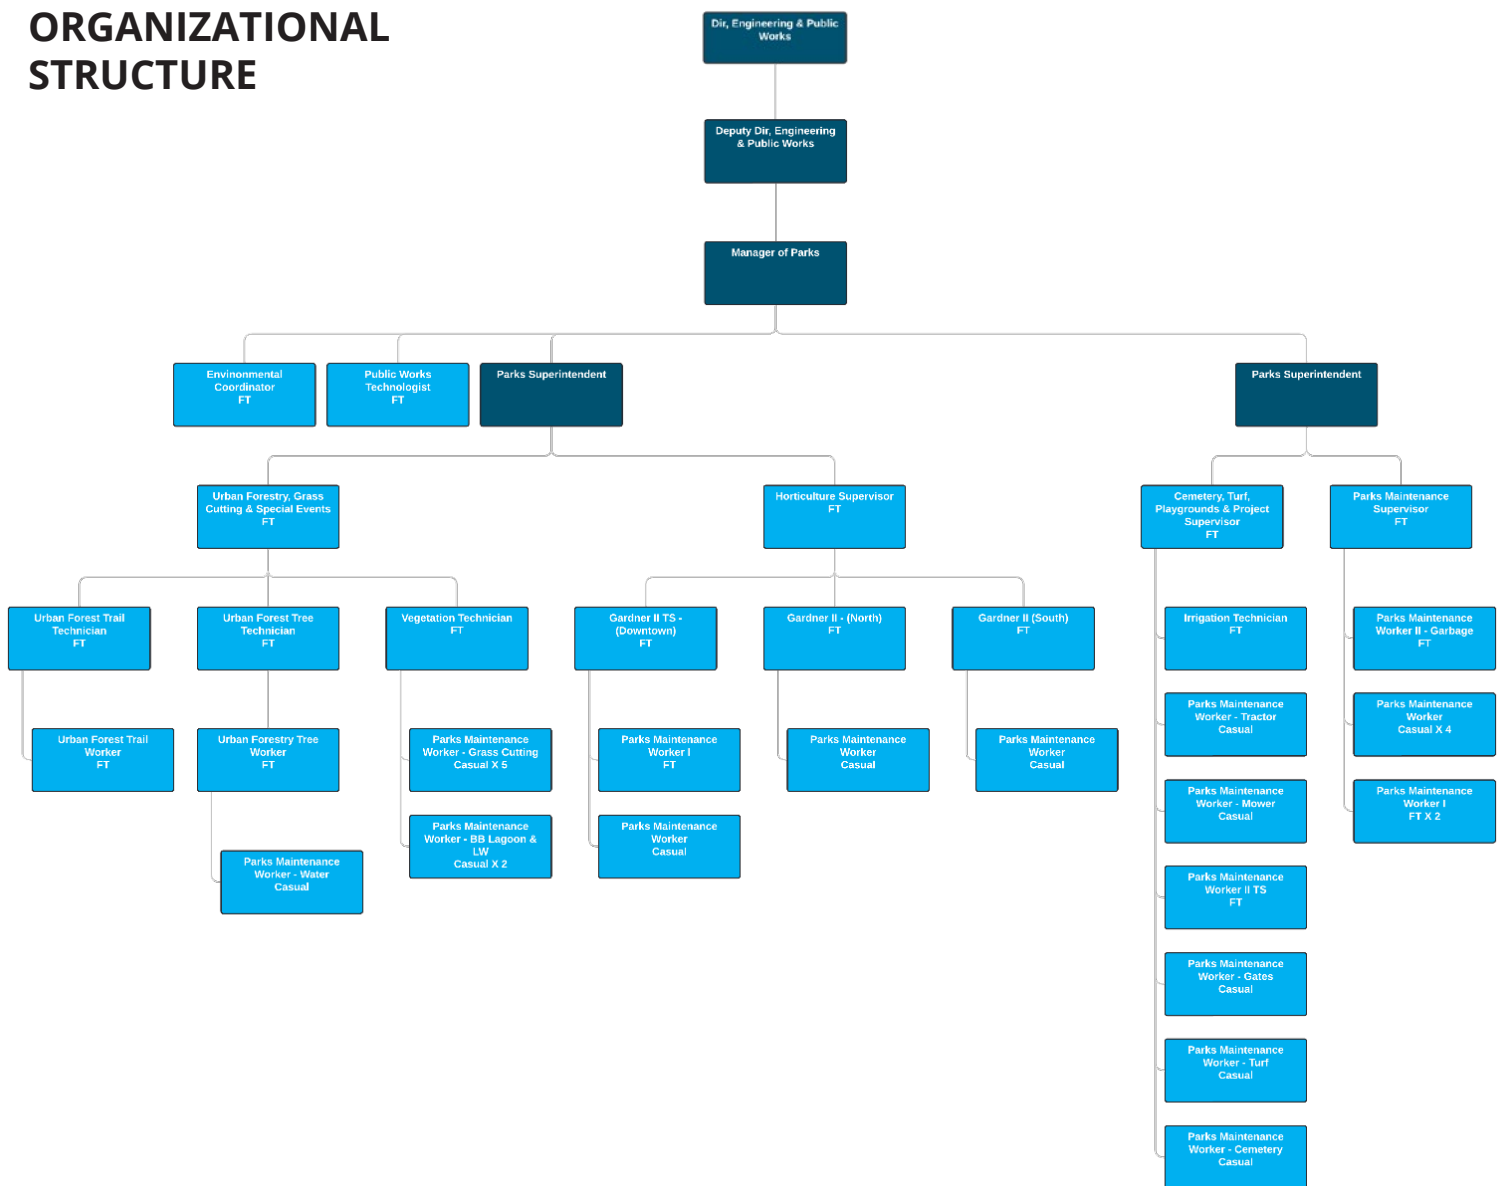 ORGANIZATIONAL
STRUCTURE
Dir, Engineering & Public
Works
Deputy Dir, Engineering
& Public Works
Manager of Parks
Envinonmental
Coordinator
FT
Public Works
Technologist
FT
Parks Superintendent
Parks Superintendent
Urban Forestry, Grass
Cutting & Special Events
FT
Horticulture Supervisor
FT
Cemetery, Turf,
Playgrounds & Project
Supervisor
FT
Parks Maintenance
Supervisor
FT
Urban Forest Trail
Technician
FT
Urban Forest Tree
Technician
FT
Vegetation Technician
FT
Gardner II TS -
(Downtown)
FT
Gardner II - (North)
FT
Gardner II (South)
FT
Irrigation Technician
FT
Parks Maintenance
Worker II - Garbage
FT
Urban Forest Trail
Worker
FT
Urban Forestry Tree
Worker
FT
Parks Maintenance
Worker - Grass Cutting
Casual X 5
Parks Maintenance
Worker I
FT
Parks Maintenance
Worker
Casual
Parks Maintenance
Worker
Casual
Parks Maintenance
Worker - Tractor
Casual
Parks Maintenance
Worker
Casual X 4
Parks Maintenance
Worker - Water
Casual
Parks Maintenance
Worker - BB Lagoon &
LW
Casual X 2
Parks Maintenance
Worker
Casual
Parks Maintenance
Worker - Mower
Casual
Parks Maintenance
Worker I
FT X 2
Parks Maintenance
Worker II TS
FT
Parks Maintenance
Worker - Gates
Casual
Parks Maintenance
Worker - Turf
Casual
Parks Maintenance
Worker - Cemetery
Casual